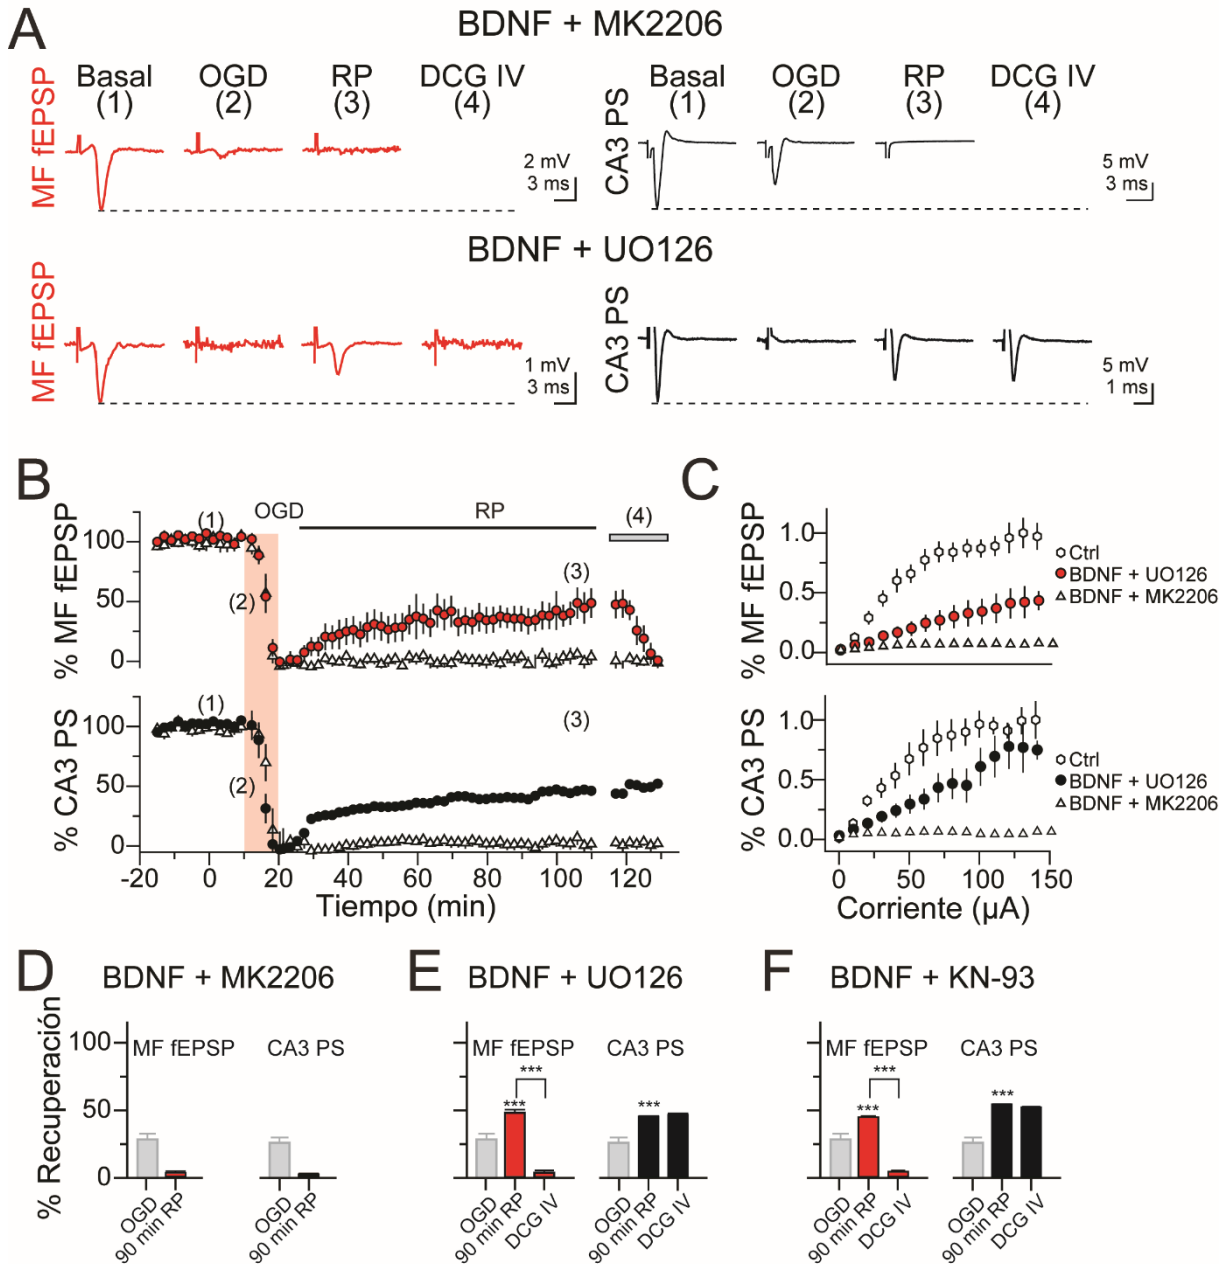 A
BDNF + MK2206
Basal OGD RP DCG IV
(1) (2) (3) (4)
MF fEPSP
2 mV
3 ms
Basal OGD RP DCG IV
(1) (2) (3) (4)
CA3 PS
5 mV
3 ms
BDNF + UO126
MF fEPSP
1 mV
3 ms
CA3 PS
5 mV
1 ms
B
OGD
RP
(1)
(2)
(3)
(4)
% MF fEPSP
100
50
0
(1)
(2)
(3)
% CA3 PS
100
50
0
-20 0 20 40 60 80 100 120
Tiempo (min)
C
% MF fEPSP
1.0
0.5
0.0
Ctrl
BDNF + UO126
BDNF + MK2206
% CA3 PS
1.0
0.5
0.0
Ctrl
BDNF + UO126
BDNF + MK2206
0 50 100 150
Corriente (µA)
D
BDNF + MK2206
% Recuperación
100
50
0
MF fEPSP CA3 PS
OGD 90 min RP OGD 90 min RP
E
BDNF + UO126
100
50
0
MF fEPSP CA3 PS
***
*** ***
OGD 90 min RP DCG IV OGD 90 min RP DCG IV
F
BDNF + KN-93
100
50
0
MF fEPSP CA3 PS
***
*** ***
OGD 90 min RP DCG IV OGD 90 min RP DCG IV